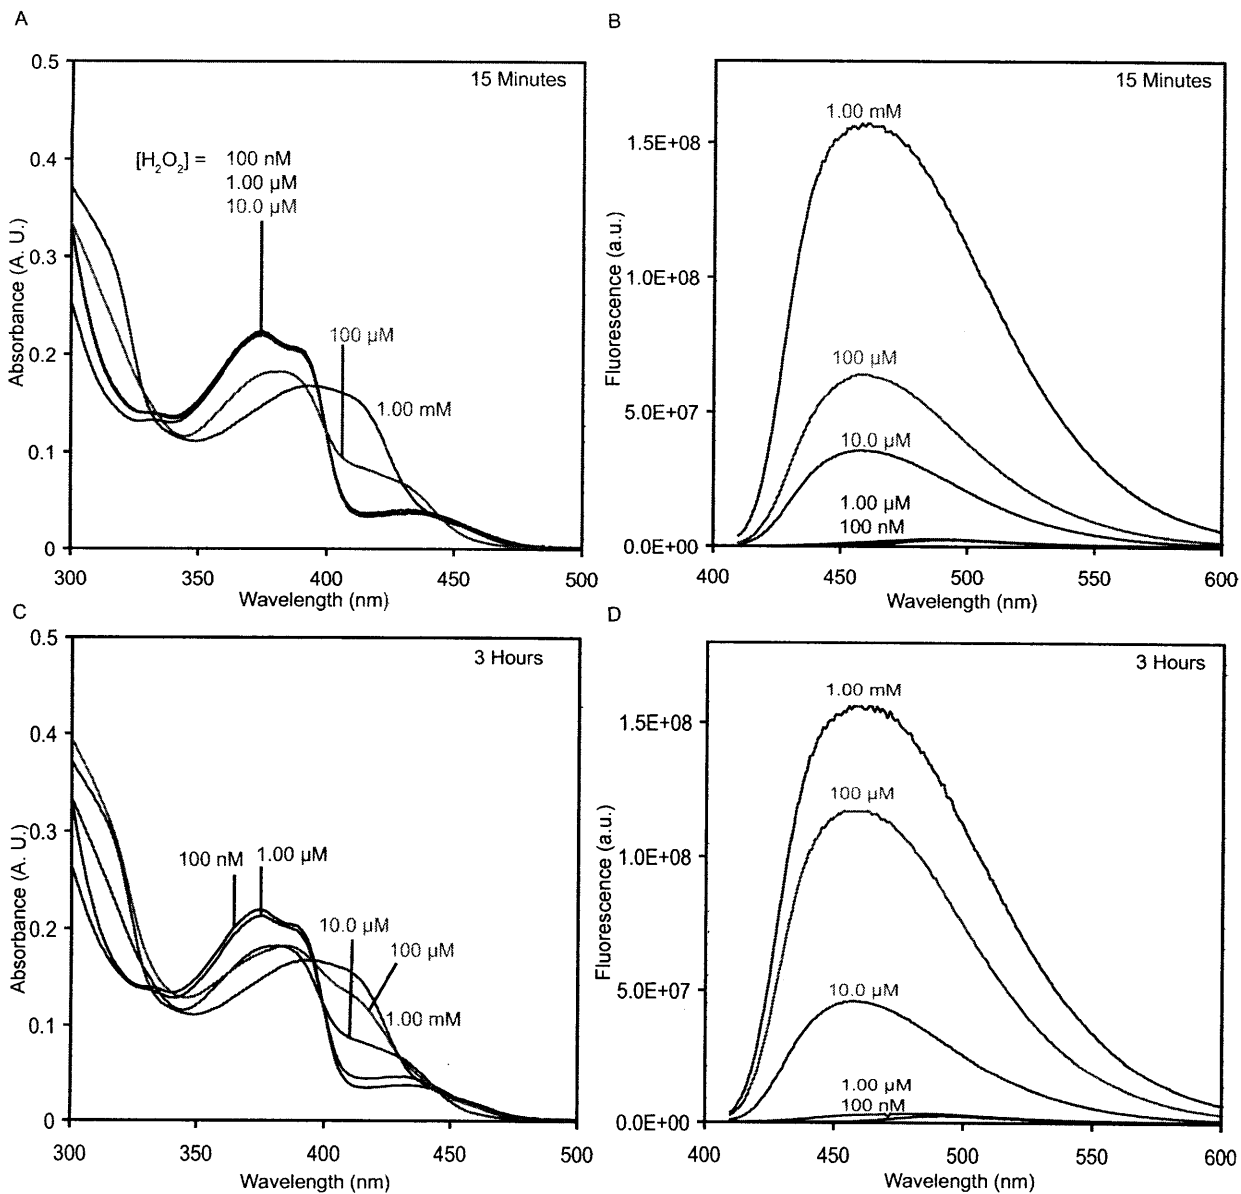 A
0.5
0.4
0.3
0.2
0.1
0
300
350
400
450
500
Absorbance (A. U.)
Wavelength (nm)
15 Minutes
[H2O2] = 100 nM
1.00 µM
10.0 µM
100 µM
1.00 mM
B
15 Minutes
1.00 mM
1.5E+08
1.0E+08
5.0E+07
0.0E+00
Fluorescence (a.u.)
100 µM
10.0 µM
1.00 µM
100 nM
400
450
500
550
600
Wavelength (nm)
C
0.5
0.4
0.3
0.2
0.1
0
300
350
400
450
500
Absorbance (A. U.)
Wavelength (nm)
3 Hours
100 nM
1.00 µM
10.0 µM
100 µM
1.00 mM
D
3 Hours
1.00 mM
1.5E+08
1.0E+08
5.0E+07
0.0E+00
Fluorescence (a.u.)
100 µM
10.0 µM
1.00 µM
100 nM
400
450
500
550
600
Wavelength (nm)